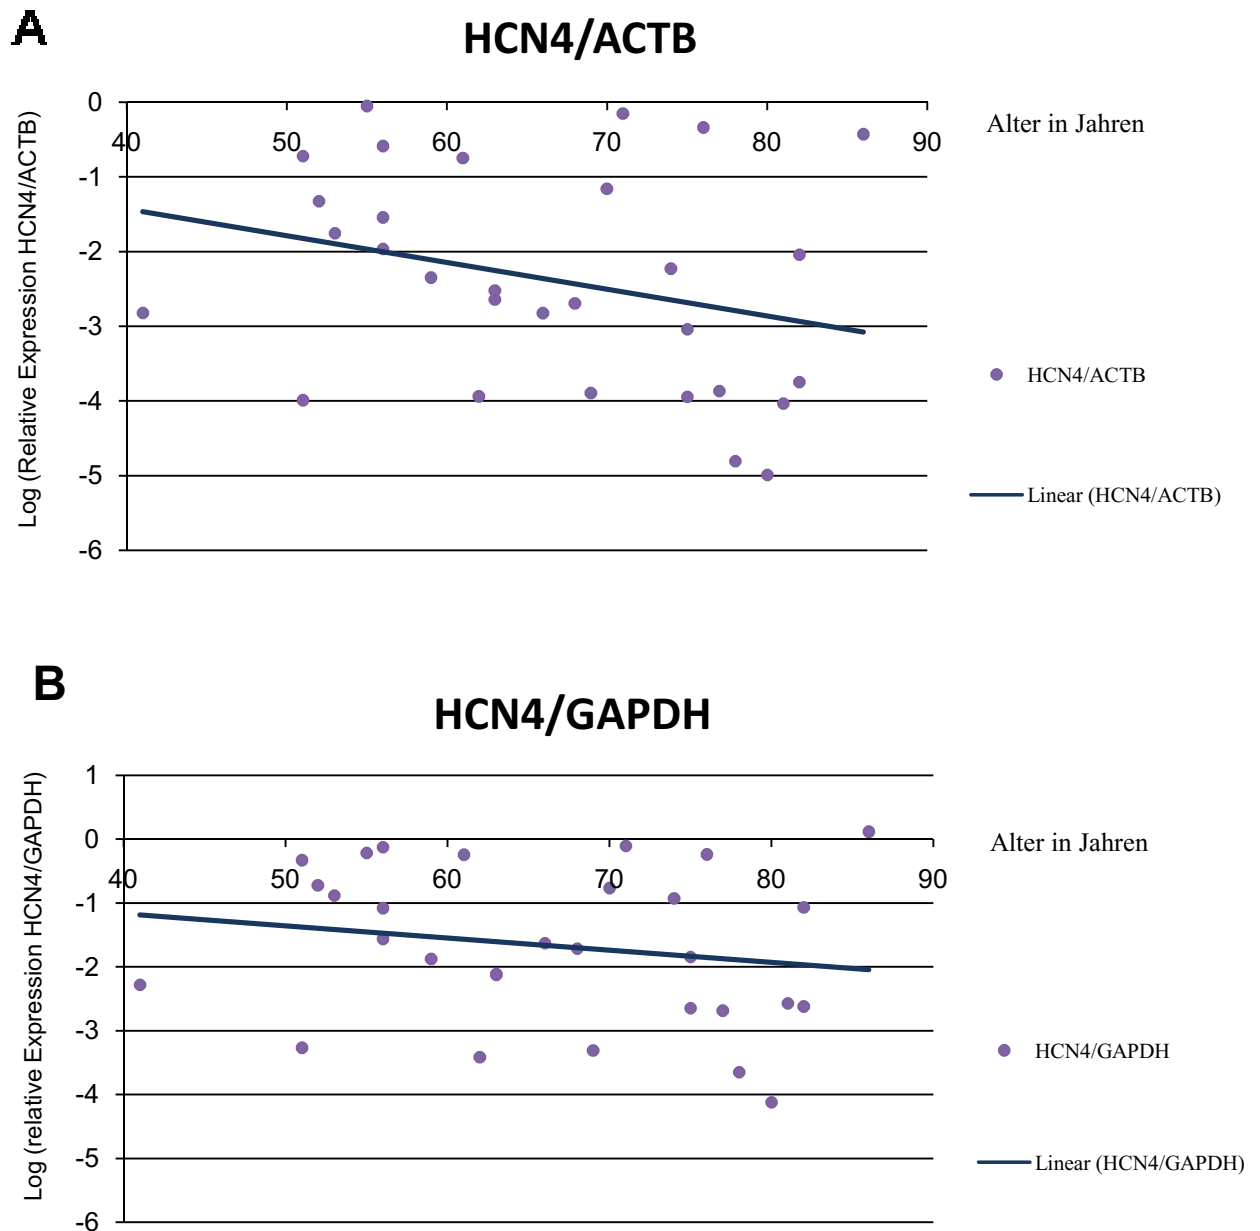 A
HCN4/ACTB
Log (Relative Expression HCN4/ACTB)
0
-1
-2
-3
-4
-5
-6
40 50 60 70 80 90
Alter in Jahren
HCN4/ACTB
Linear (HCN4/ACTB)
B
HCN4/GAPDH
Log (relative Expression HCN4/GAPDH)
1
0
-1
-2
-3
-4
-5
-6
40 50 60 70 80 90
Alter in Jahren
HCN4/GAPDH
Linear (HCN4/GAPDH)